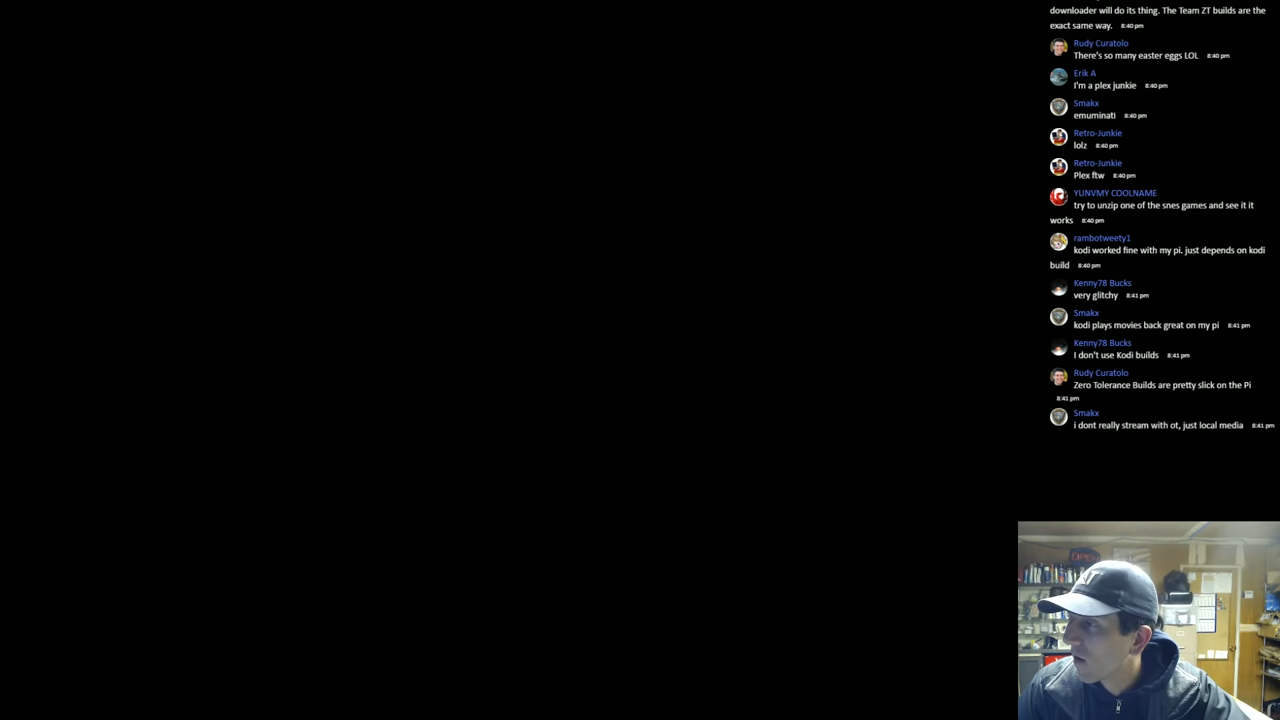 downloader will do its thing. The Team ZT builds are the
exact same way. 8:40 pm
Rudy Curatolo
There's so many easter eggs LOL 8:40 pm
Erik A
I'm a plex junkie 8:40 pm
Smakx
emuminati 8:40 pm
Retro-Junkie
lolz 8:40 pm
Retro-Junkie
Plex ftw 8:40 pm
YUNVMY COOLNAME
try to unzip one of the snes games and see it it
works 8:40 pm
rambotweety1
kodi worked fine with my pi. just depends on kodi
build 8:40 pm
Kenny78 Bucks
very glitchy 8:41 pm
Smakx
kodi plays movies back great on my pi 8:41 pm
Kenny78 Bucks
I don't use Kodi builds 8:41 pm
Rudy Curatolo
Zero Tolerance Builds are pretty slick on the Pi
8:41 pm
Smakx
i dont really stream with ot, just local media 8:41 pm
OPEN